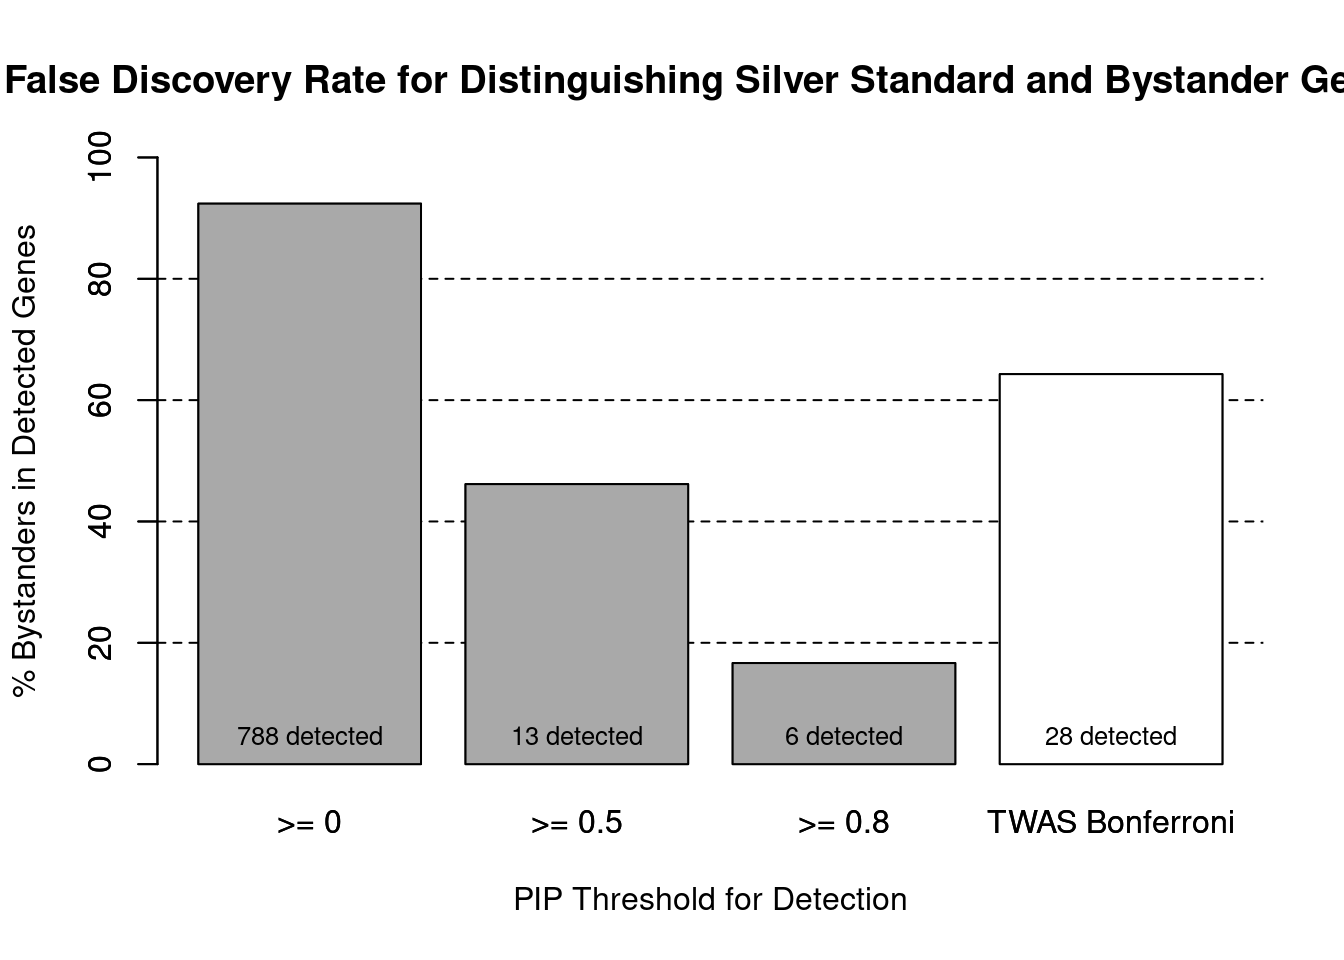 False Discovery Rate for Distinguishing Silver Standard and Bystander Ge
% Bystanders in Detected Genes
100
80
60
40
20
0
788 detected
13 detected
6 detected
28 detected
>= 0
>= 0.5
>= 0.8
TWAS Bonferroni
PIP Threshold for Detection